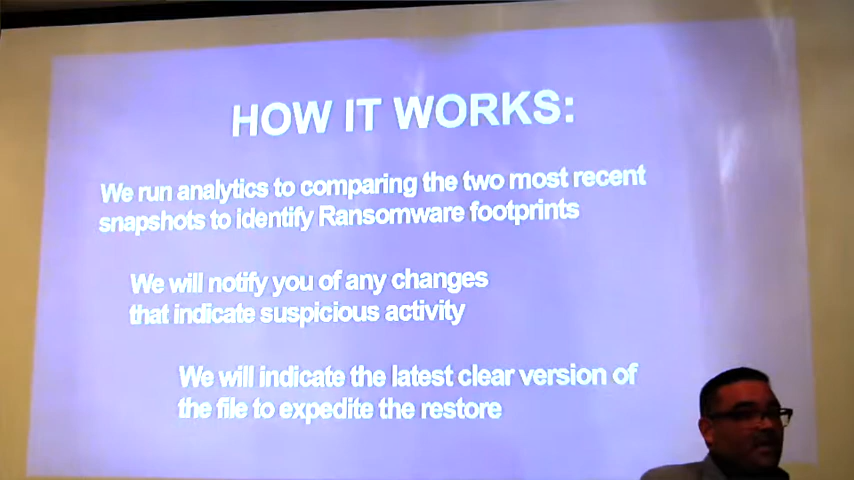 HOW IT WORKS:
We run analytics to comparing the two most recent
snapshots to identify Ransomware footprints
We will notify you of any changes
that indicate suspicious activity
We will indicate the latest clear version of
the file to expedite the restore